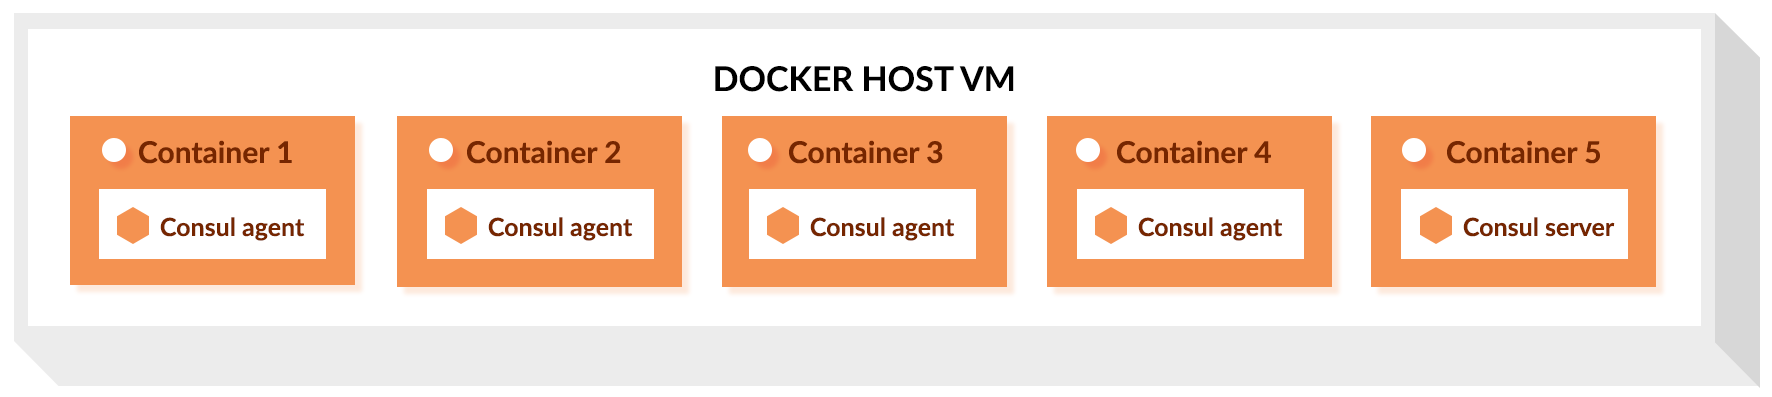 DOCKER HOST VM
Container 1
Consul agent
Container 2
Consul agent
Container 3
Consul agent
Container 4
Consul agent
Container 5
Consul server